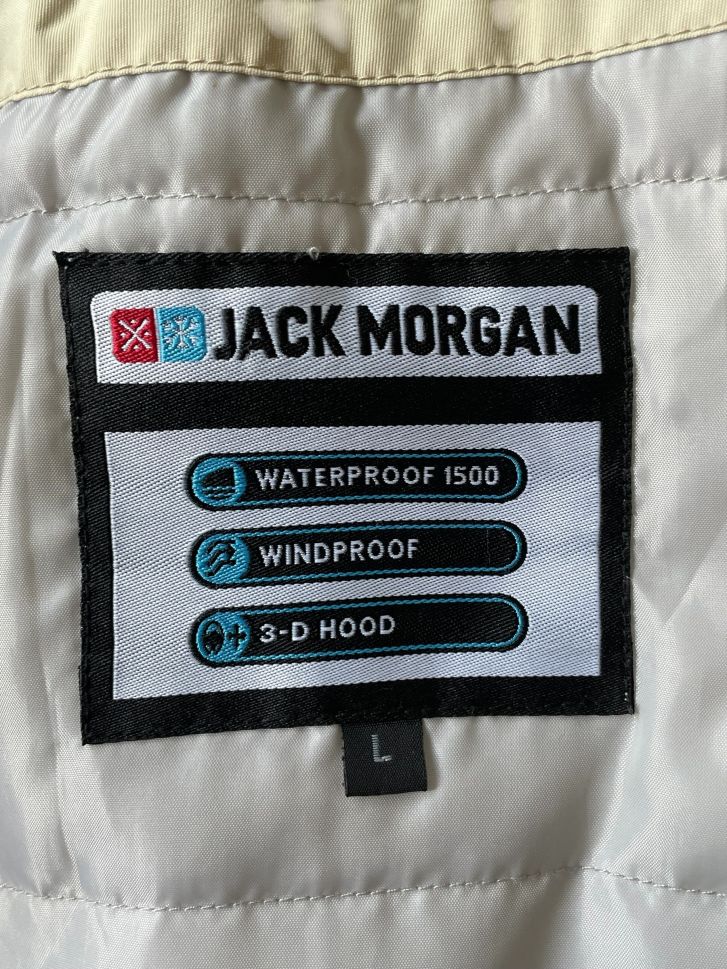 JACK MORGAN
WATERPROOF 1500
WINDPROOF
3-D HOOD
L